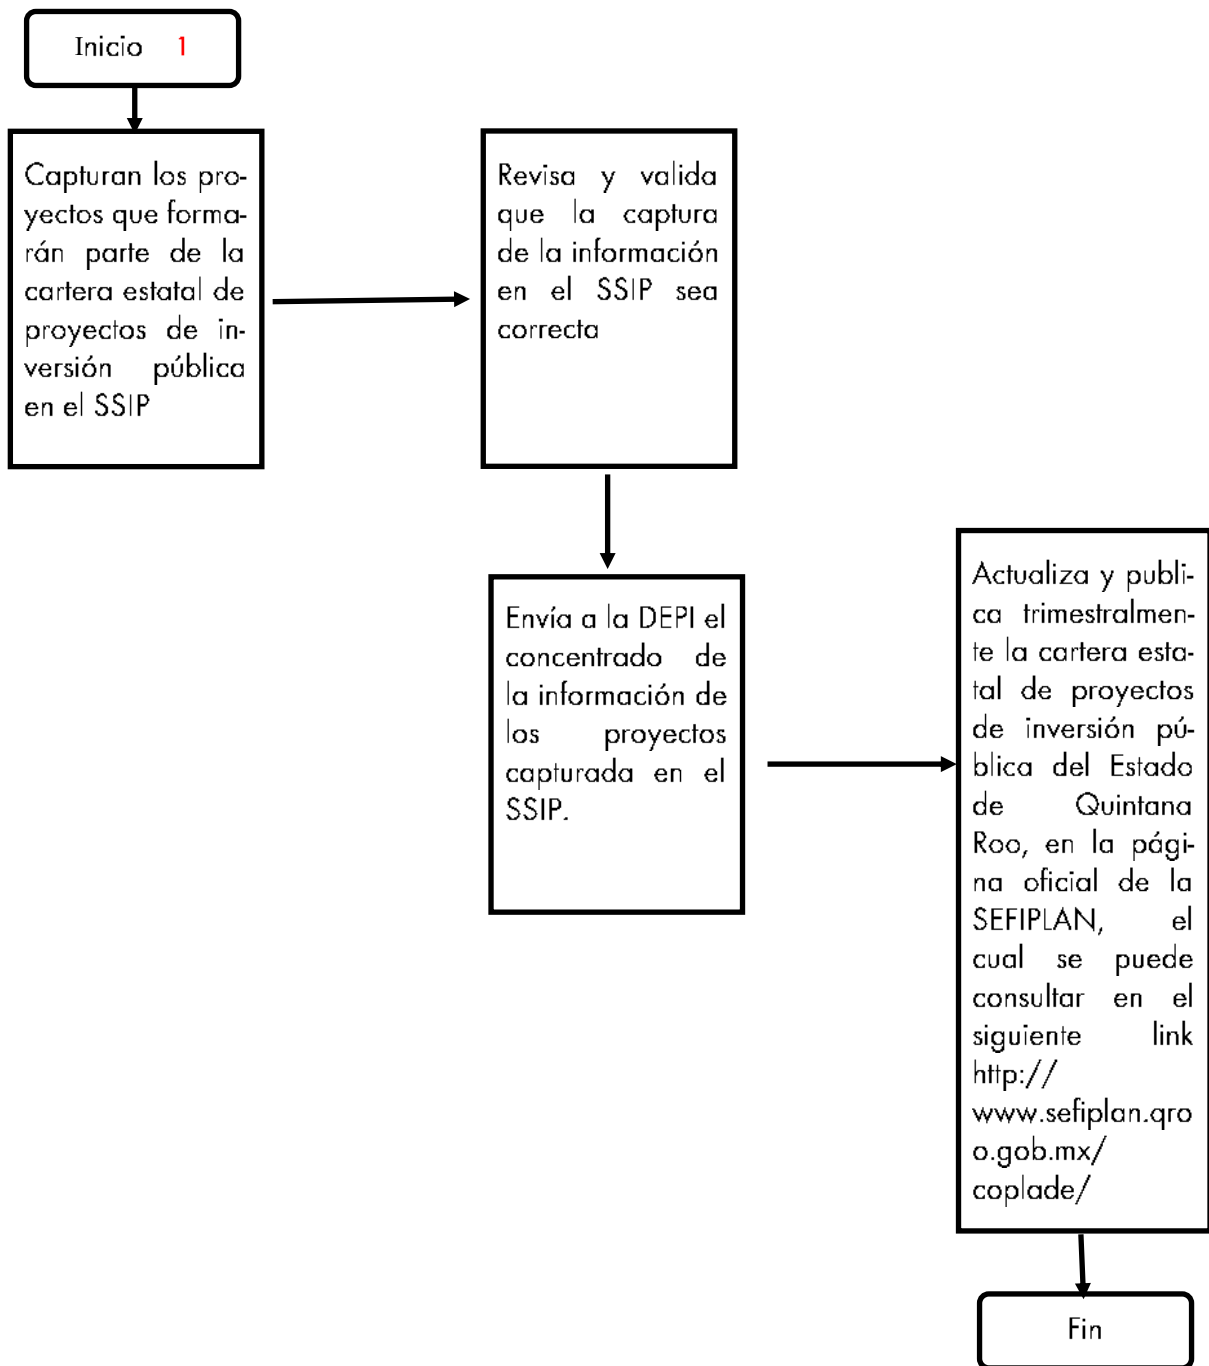 Inicio 1
Capturan los pro-
yectos que forma-
rán parte de la
cartera estatal de
proyectos de in-
versión pública
en el SSIP
Revisa y valida
que la captura
de la información
en el SSIP sea
correcta
Envía a la DEPI el
concentrado de
la información de
los proyectos
capturada en el
SSIP.
Actualiza y publi-
ca trimestralmen-
te la cartera esta-
tal de proyectos
de inversión pú-
blica del Estado
de Quintana
Roo, en la pági-
na oficial de la
SEFIPLAN, el
cual se puede
consultar en el
siguiente link
http://
www.sefiplan.qro
o.gob.mx/
coplade/
Fin